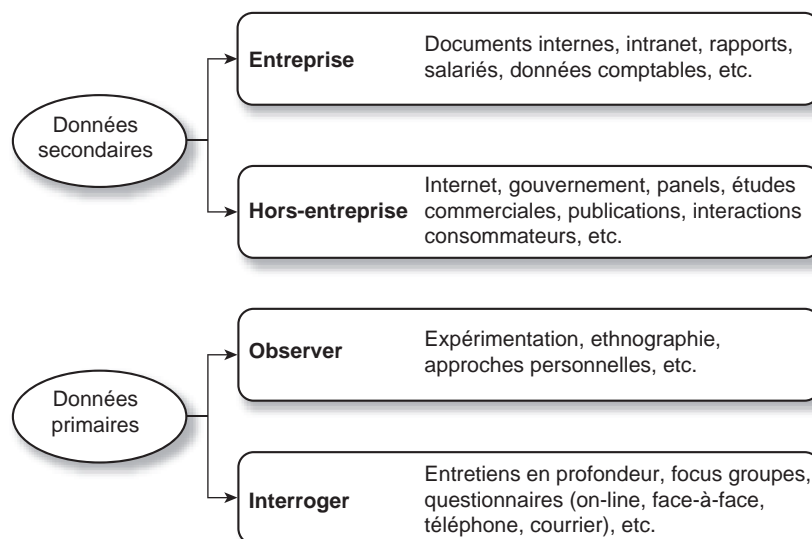 Données
secondaires
Entreprise
Documents internes, intranet, rapports,
salariés, données comptables, etc.
Hors-entreprise
Internet, gouvernement, panels, études
commerciales, publications, interactions
consommateurs, etc.
Données
primaires
Observer
Expérimentation, ethnographie,
approches personnelles, etc.
Interroger
Entretiens en profondeur, focus groupes,
questionnaires (on-line, face-à-face,
téléphone, courrier), etc.